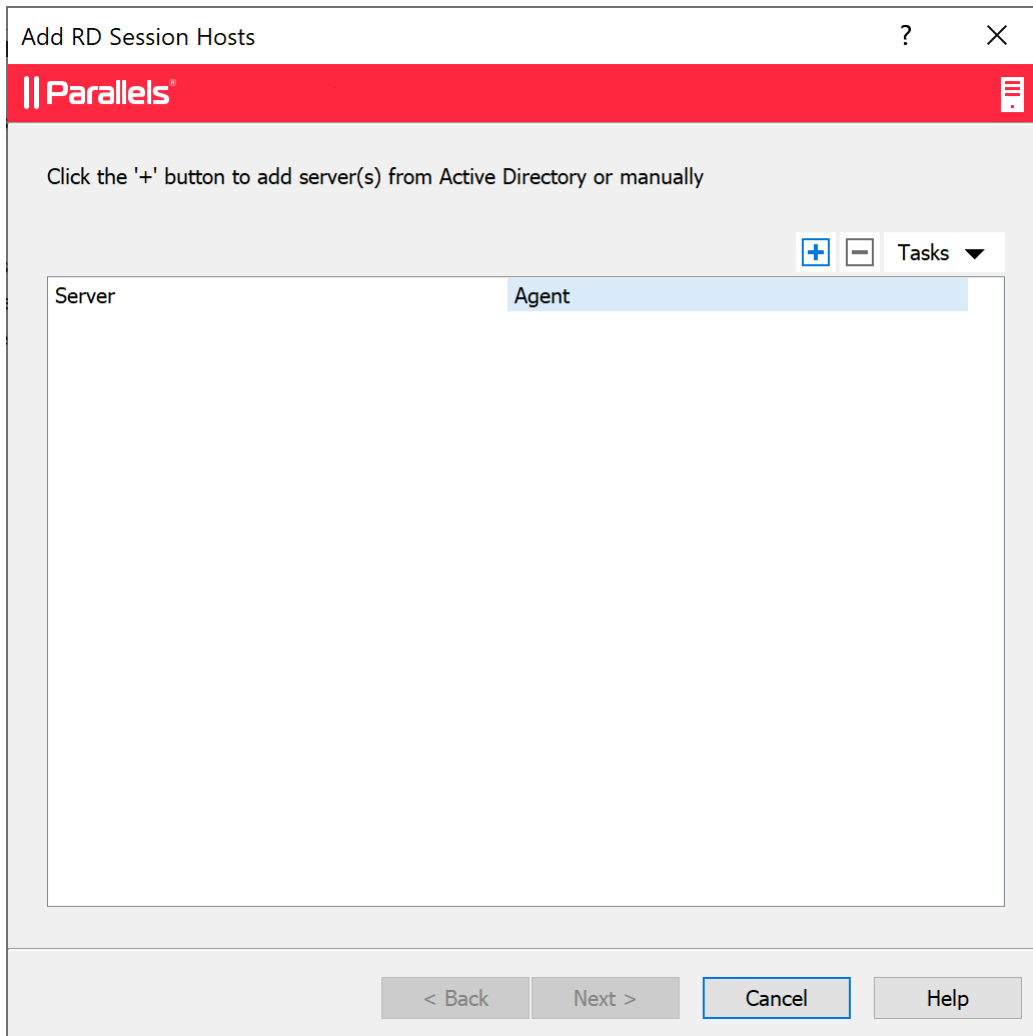 Add RD Session Hosts
?
Parallels®
Click the '+' button to add server(s) from Active Directory or manually
Tasks
Server Agent
< Back Next > Cancel Help